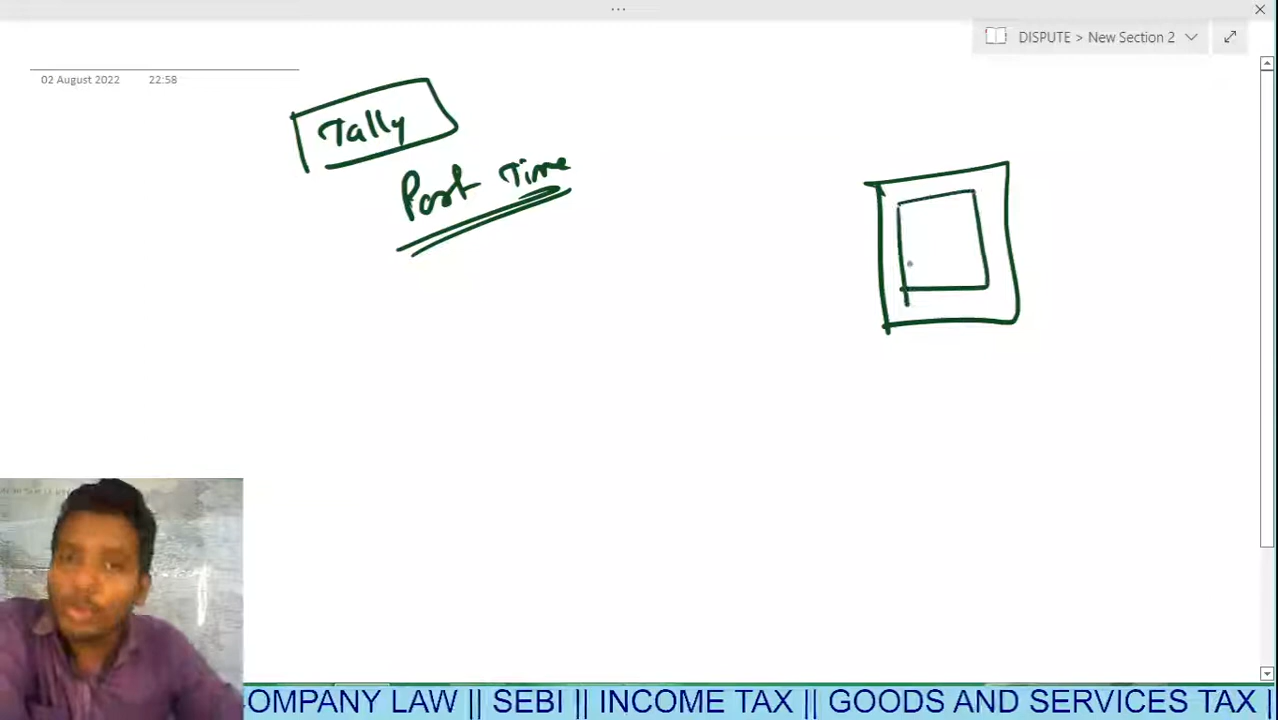 DISPUTE > New Section 2
02 August 2022 22:58
Tally
Part Time
OMPANY LAW || SEBI || INCOME TAX || GOODS AND SERVICES TAX |